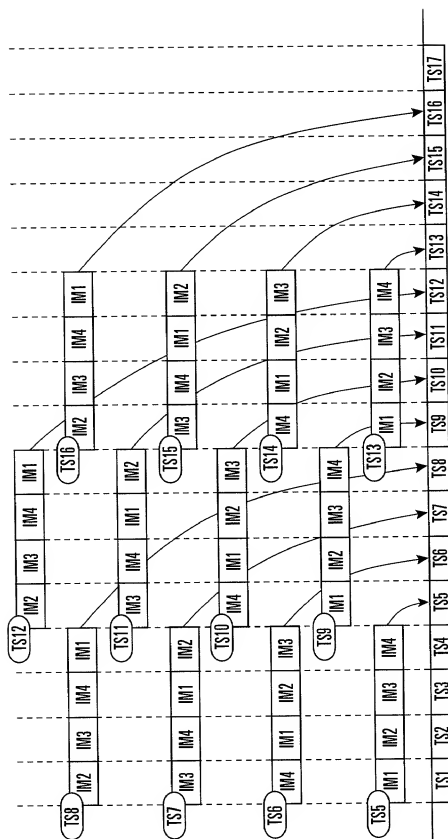 TS12
IM2 IM3 IM4 IM1
TS8
IM2 IM3 IM4 IM1
TS16
IM2 IM3 IM4 IM1
TS11
IM3 IM4 IM1 IM2
TS7
IM3 IM4 IM1 IM2
TS15
IM3 IM4 IM1 IM2
TS10
IM4 IM1 IM2 IM3
TS6
IM4 IM1 IM2 IM3
TS14
IM4 IM1 IM2 IM3
TS9
IM1 IM2 IM3 IM4
TS5
IM1 IM2 IM3 IM4
TS13
IM1 IM2 IM3 IM4
TS1 TS2 TS3 TS4 TS5 TS6 TS7 TS8 TS9 TS10 TS11 TS12 TS13 TS14 TS15 TS16 TS17